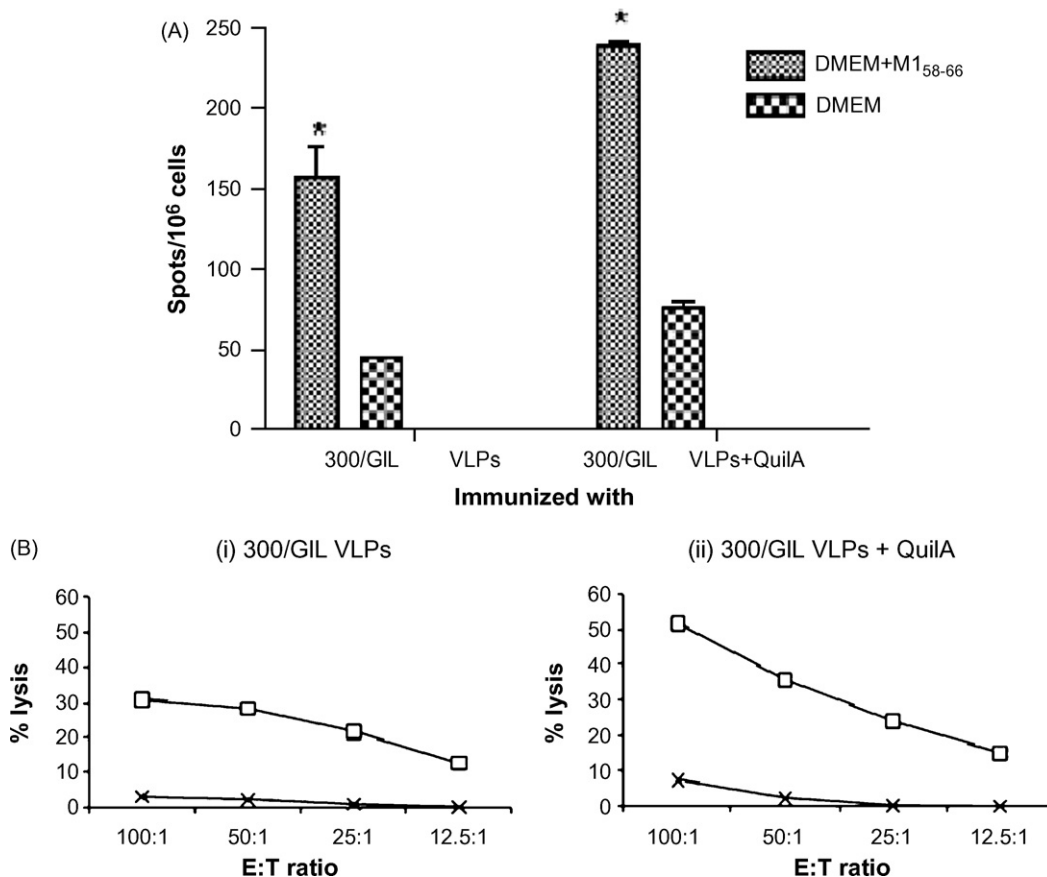 (A)
250
200
150
100
50
0
Spots/10⁶ cells
*
*
DMEM+M1₅₈₋₆₆
DMEM
300/GIL VLPs 300/GIL VLPs+QuilA
Immunized with
(B)
(i) 300/GIL VLPs
60
50
40
30
20
10
0
% lysis
100:1 50:1 25:1 12.5:1
E:T ratio
(ii) 300/GIL VLPs + QuilA
60
50
40
30
20
10
0
% lysis
100:1 50:1 25:1 12.5:1
E:T ratio